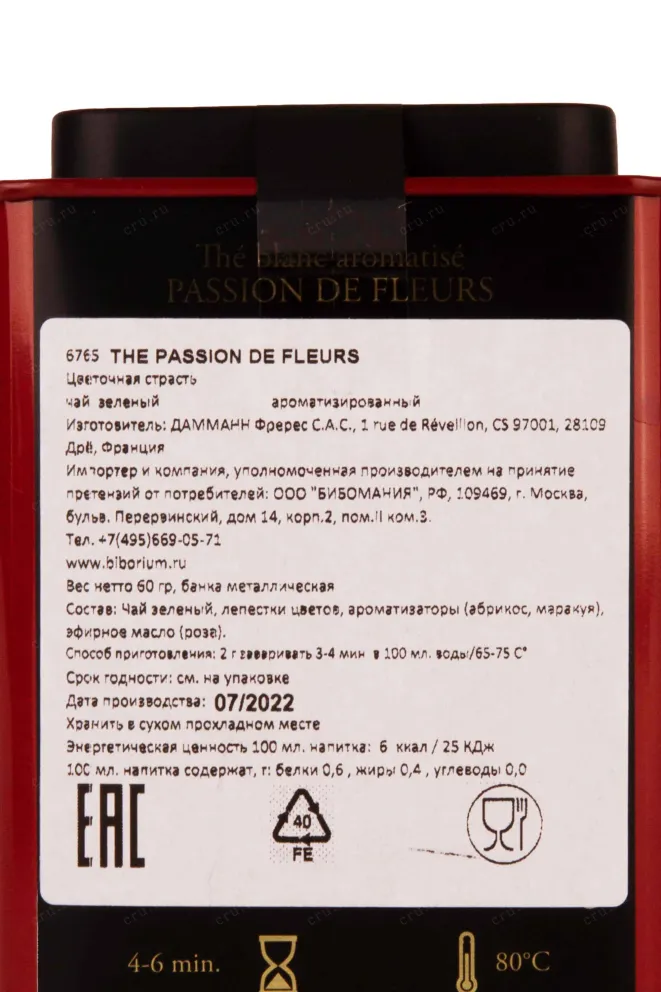 Thé blanc aromatisé
PASSION DE FLEURS
6765 THE PASSION DE FLEURS
Цветочная страсть
чай зеленый ароматизированный
Изготовитель: ДАММАНН Фререс С.А.С., 1 rue de Réveillon, CS 97001, 28109
Дрё, Франция
Импортер и компания, уполномоченная производителем на принятие
претензий от потребителей: ООО "БИБОМАНИЯ", РФ, 109469, г. Москва,
бульв. Перервинский, дом 14, корп.2, пом.II ком.3.
Тел. +7(495)669-05-71
www.biborium.ru
Вес нетто 60 гр, банка металлическая
Состав: Чай зеленый, лепестки цветов, ароматизаторы (абрикос, маракуя),
эфирное масло (роза).
Способ приготовления: 2 г заваривать 3-4 мин в 100 мл. воды/65-75 С°
Срок годности: см. на упаковке
Дата производства: 07/2022
Хранить в сухом прохладном месте
Энергетическая ценность 100 мл. напитка: 6 ккал / 25 КДж
100 мл. напитка содержат, г: белки 0,6 , жиры 0,4 , углеводы 0,0
EAC
40
FE
4-6 min.
80°C
cru.ru